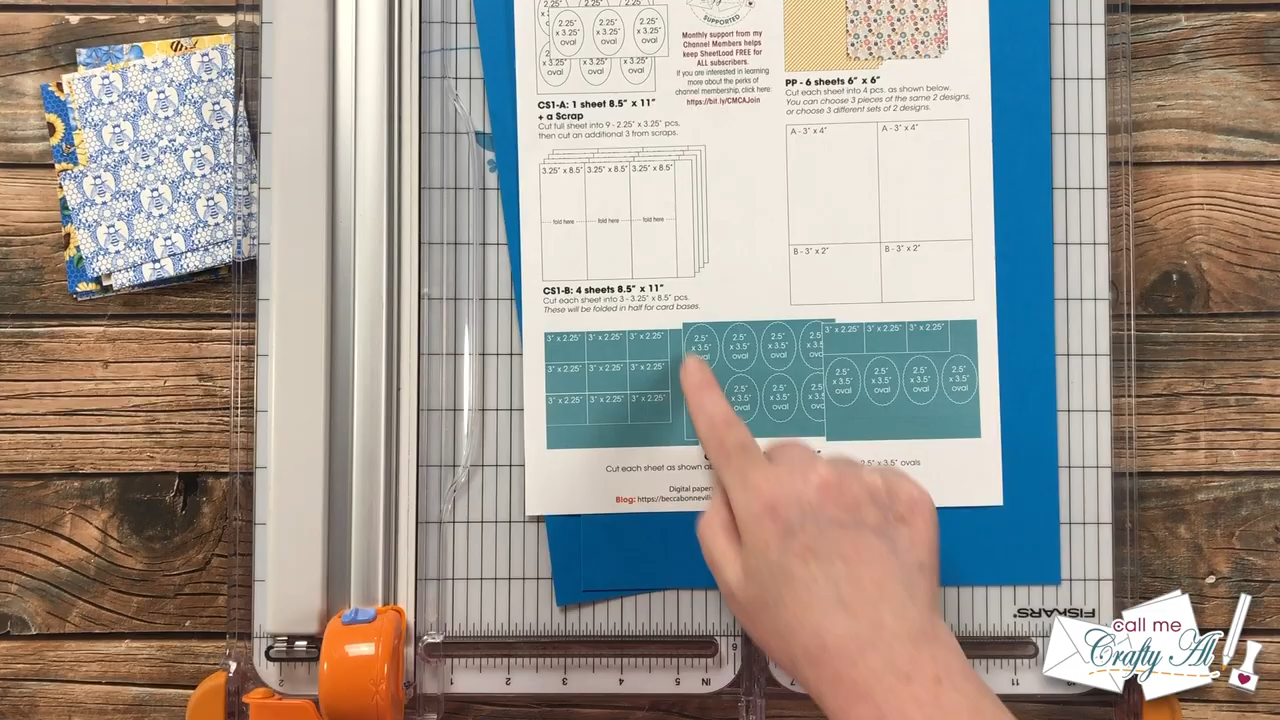 2.25"
x 3.25"
oval
2.25"
x 3.25"
oval
2.25"
x 3.25"
oval
SUPPORTED
Monthly support from my
Channel Members helps
keep SheetLoad FREE for
ALL subscribers.
If you are interested in learning
more about the perks of
channel membership, click here:
https://bit.ly/CMCAJoin
CS1-A: 1 sheet 8.5" x 11"
+ a Scrap
Cut full sheet into 9 - 2.25" x 3.25" pcs,
then cut an additional 3 from scraps.
3.25" x 8.5" 3.25" x 8.5" 3.25" x 8.5"
fold here fold here fold here
CS1-B: 4 sheets 8.5" x 11"
Cut each sheet into 3 - 3.25" x 8.5" pcs.
These will be folded in half for card bases.
PP - 6 sheets 6" x 6"
Cut each sheet into 4 pcs. as shown below.
You can choose 3 pieces of the same 2 designs,
or choose 3 different sets of 2 designs.
A - 3" x 4" A - 3" x 4"
B - 3" x 2" B - 3" x 2"
3" x 2.25" 3" x 2.25" 3" x 2.25"
3" x 2.25" 3" x 2.25" 3" x 2.25"
3" x 2.25" 3" x 2.25" 3" x 2.25"
2.5" 2.5" 2.5" 2.5"
x 3.5" x 3.5" x 3.5" x 3.5
oval oval oval
2.5" 2.5"
x 3.5" x 3.5" x 3.5
oval oval
3" x 2.25" 3" x 2.25" 3" x 2.25"
2.5" 2.5" 2.5" 2.5"
x 3.5" x 3.5" x 3.5" x 3.5"
oval oval oval oval
Cut each sheet as shown 2.5" x 3.5" ovals
Digital paper
Blog: https://beccabonnevill
FISKARS
2 1 1 2 3 4 5 IN 6 7 10 11
call me
Crafty Al!